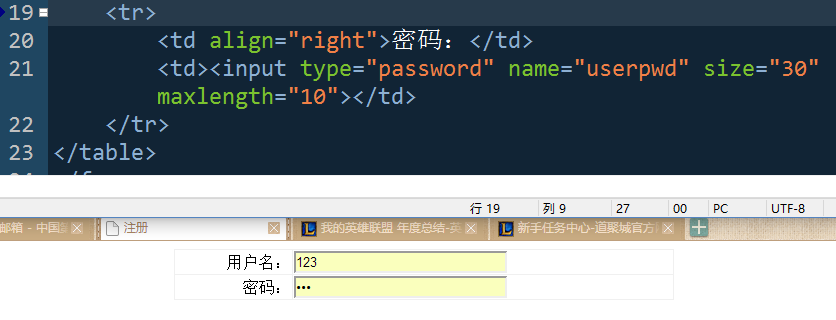 19 <tr>
20 <td align="right">密码：</td>
21 <td><input type="password" name="userpwd" size="30"
maxlength="10"></td>
22 </tr>
23 </table>
行 19 列 9 27 00 PC UTF-8
邮箱 - 中国 注册 我的英雄联盟 年度总结-英 新手任务中心-道聚城官方
用户名： 123
密码： •••